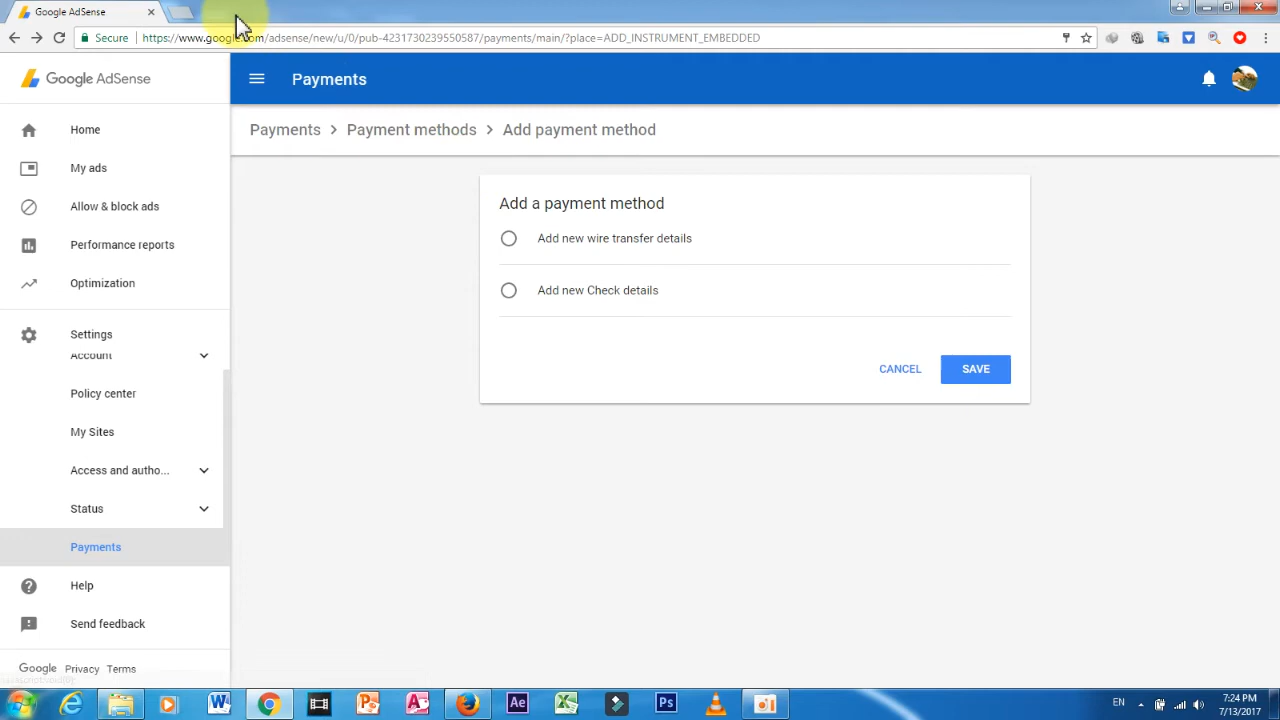 Google AdSense
Secure https://www.google.com/adsense/new/u/0/pub-4231730239550587/payments/main/?place=ADD_INSTRUMENT_EMBEDDED
Google AdSense
Payments
Payments > Payment methods > Add payment method
Home
My ads
Allow & block ads
Performance reports
Optimization
Settings
Account
Policy center
My Sites
Access and autho...
Status
Payments
Help
Send feedback
Google Privacy Terms
Add a payment method
Add new wire transfer details
Add new Check details
CANCEL SAVE
EN
7:24 PM
7/13/2017